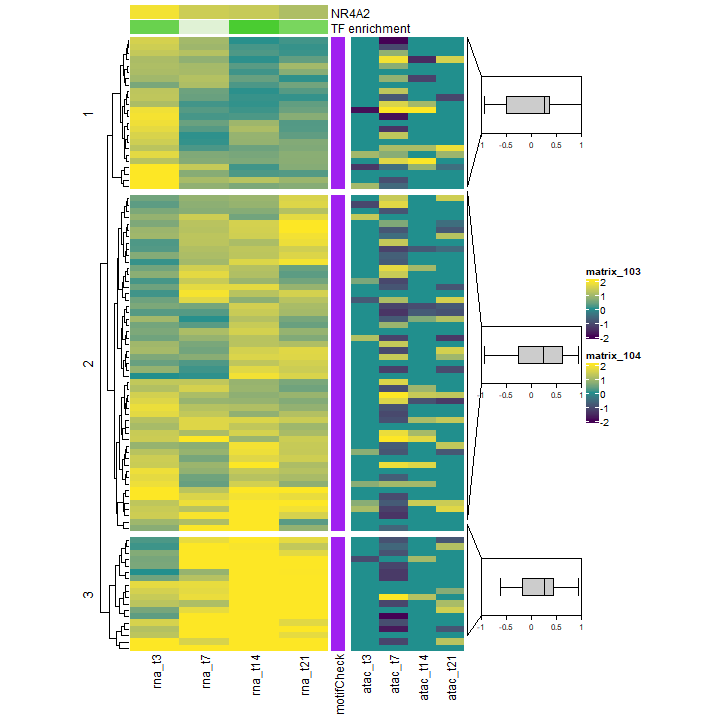 NR4A2
TF enrichment
1
-1 -0.5 0 0.5 1
2
-1 -0.5 0 0.5 1
3
-1 -0.5 0 0.5 1
matrix_103
2
1
0
-1
-2
matrix_104
2
1
0
-1
-2
rna_t3
rna_t7
rna_t14
rna_t21
motifCheck
atac_t3
atac_t7
atac_t14
atac_t21